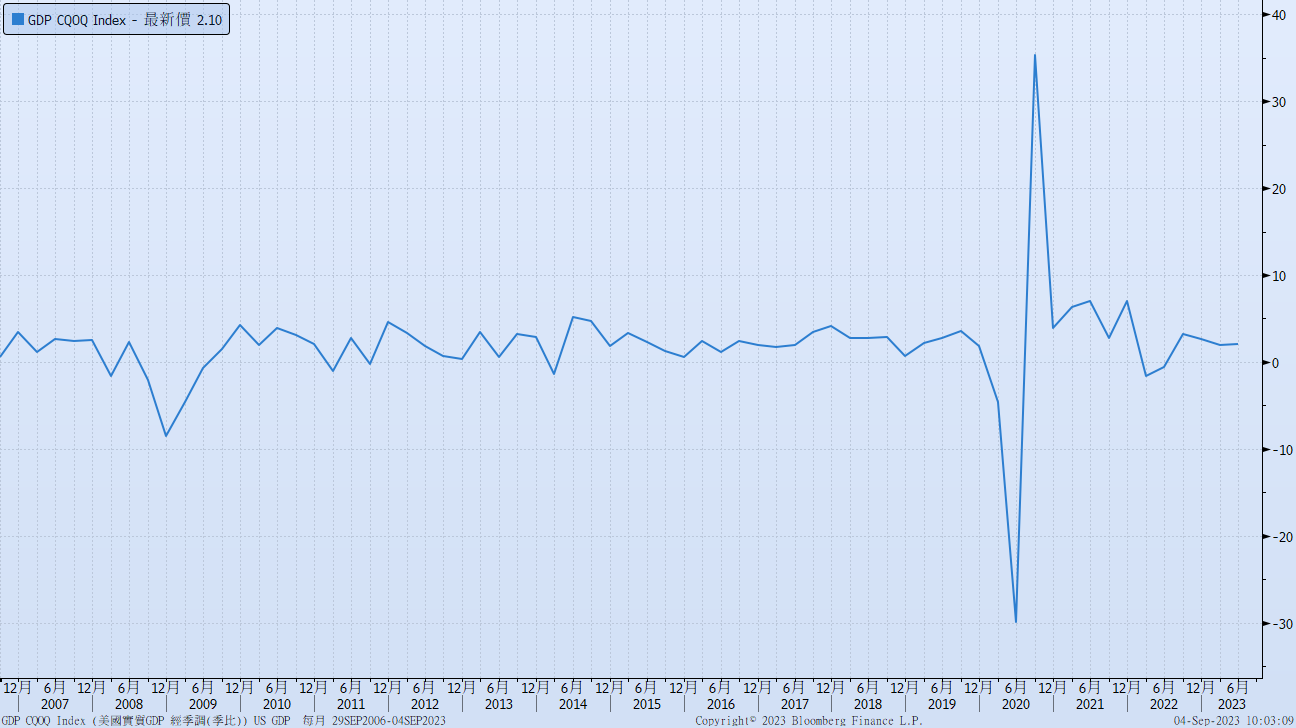 GDP CQOQ Index - 最新價 2.10
40
30
20
10
0
-10
-20
-30
12月 6月 12月 6月 12月 6月 12月 6月 12月 6月 12月 6月 12月 6月 12月 6月 12月 6月 12月 6月 12月 6月 12月 6月 12月 6月 12月 6月 12月 6月 12月 6月 12月 6月
2007 2008 2009 2010 2011 2012 2013 2014 2015 2016 2017 2018 2019 2020 2021 2022 2023
GDP CQOQ Index (美國實質GDP 經季調(季比)) US GDP 每月 29SEP2006-04SEP2023 Copyright© 2023 Bloomberg Finance L.P. 04-Sep-2023 10:03:09